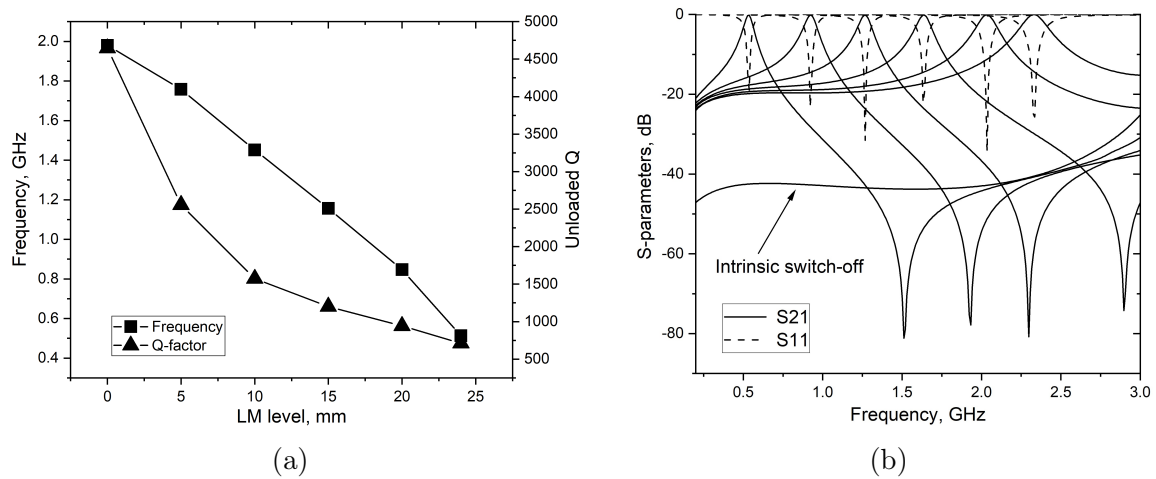 2.0
1.8
1.6
1.4
1.2
1.0
0.8
0.6
0.4
Frequency, GHz
5000
4500
4000
3500
3000
2500
2000
1500
1000
500
Unloaded Q
Frequency
Q-factor
0 5 10 15 20 25
LM level, mm
(a)
0
-20
-40
-60
-80
S-parameters, dB
Intrinsic switch-off
S21
S11
0.5 1.0 1.5 2.0 2.5 3.0
Frequency, GHz
(b)